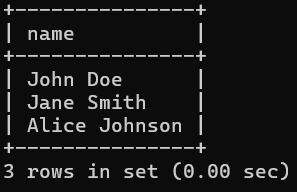 +---------------+
| name          |
+---------------+
| John Doe      |
| Jane Smith    |
| Alice Johnson |
+---------------+
3 rows in set (0.00 sec)